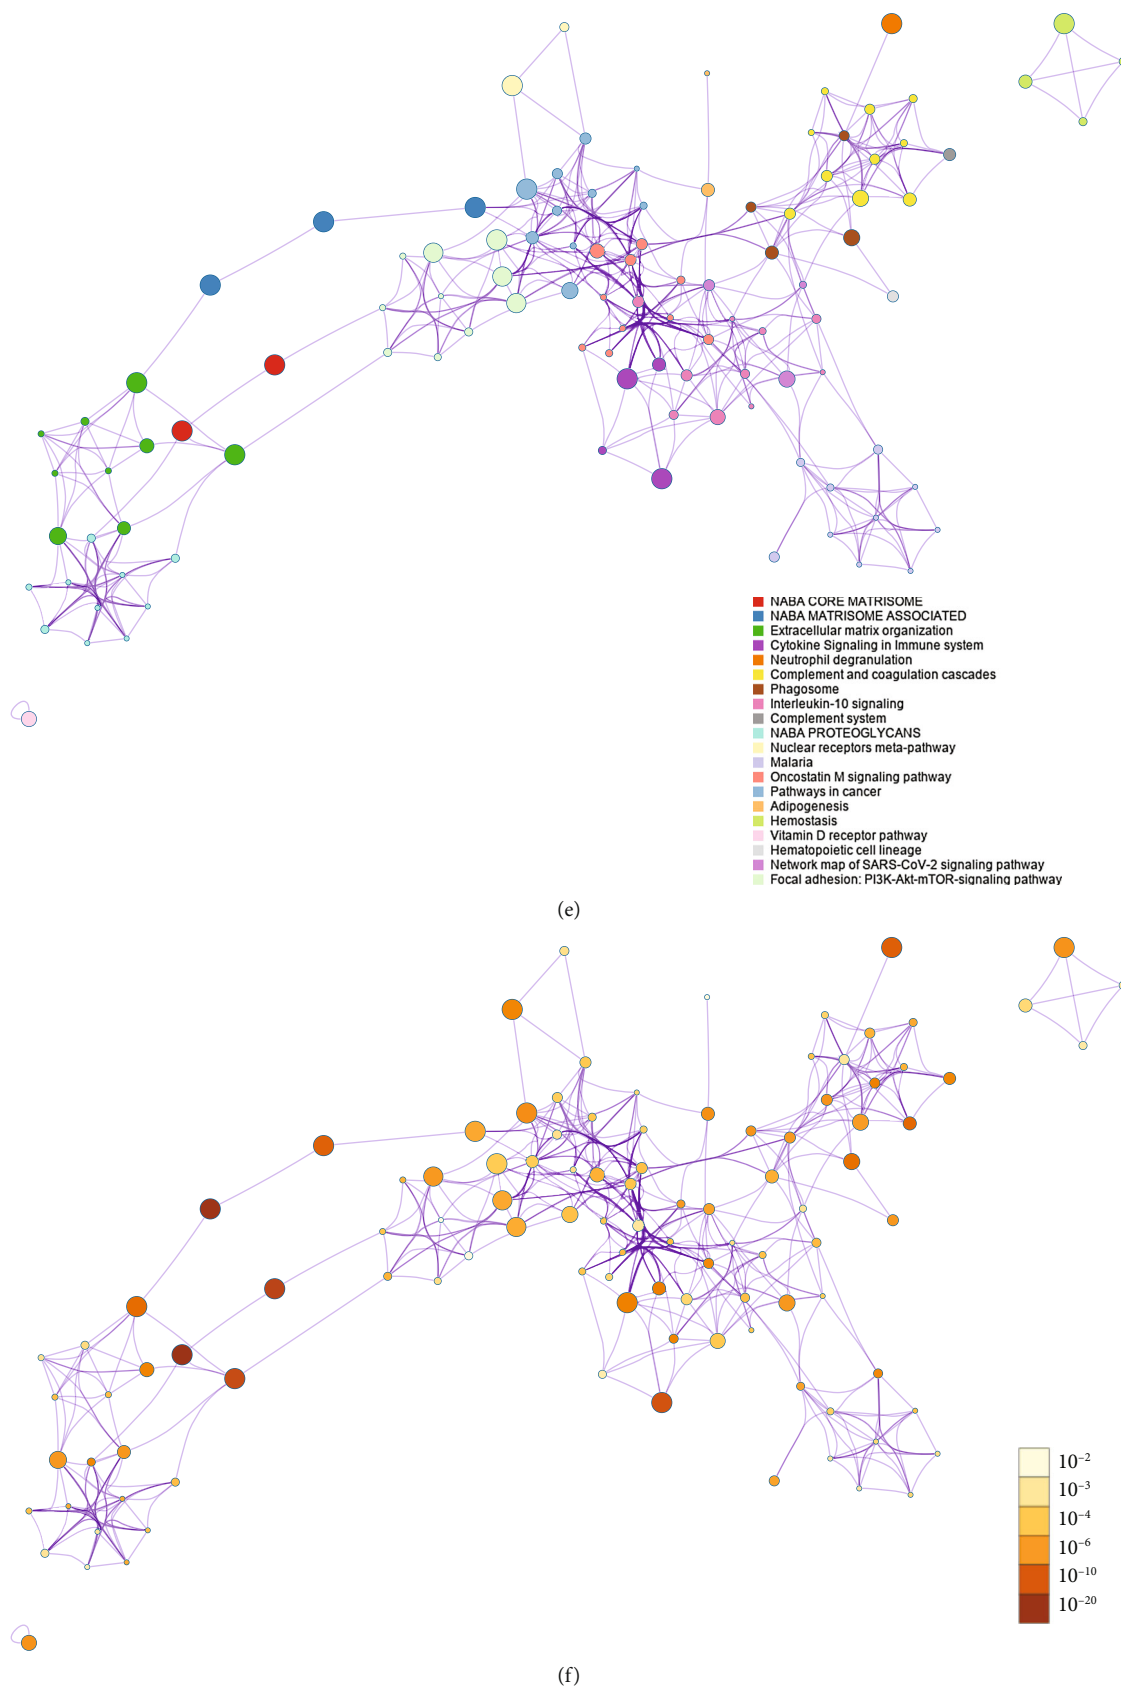 NABA CORE MATRISOME
NABA MATRISOME ASSOCIATED
Extracellular matrix organization
Cytokine Signaling in Immune system
Neutrophil degranulation
Complement and coagulation cascades
Phagosome
Interleukin-10 signaling
Complement system
NABA PROTEOGLYCANS
Nuclear receptors meta-pathway
Malaria
Oncostatin M signaling pathway
Pathways in cancer
Adipogenesis
Hemostasis
Vitamin D receptor pathway
Hematopoietic cell lineage
Network map of SARS-CoV-2 signaling pathway
Focal adhesion: PI3K-Akt-mTOR-signaling pathway
(e)
10⁻²
10⁻³
10⁻⁴
10⁻⁶
10⁻¹⁰
10⁻²⁰
(f)